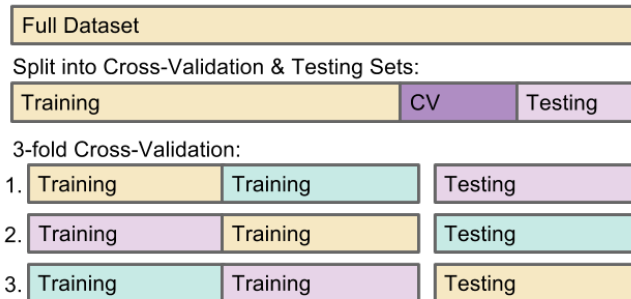 Full Dataset
Split into Cross-Validation & Testing Sets:
Training CV Testing
3-fold Cross-Validation:
1. Training Training Testing
2. Training Training Testing
3. Training Training Testing